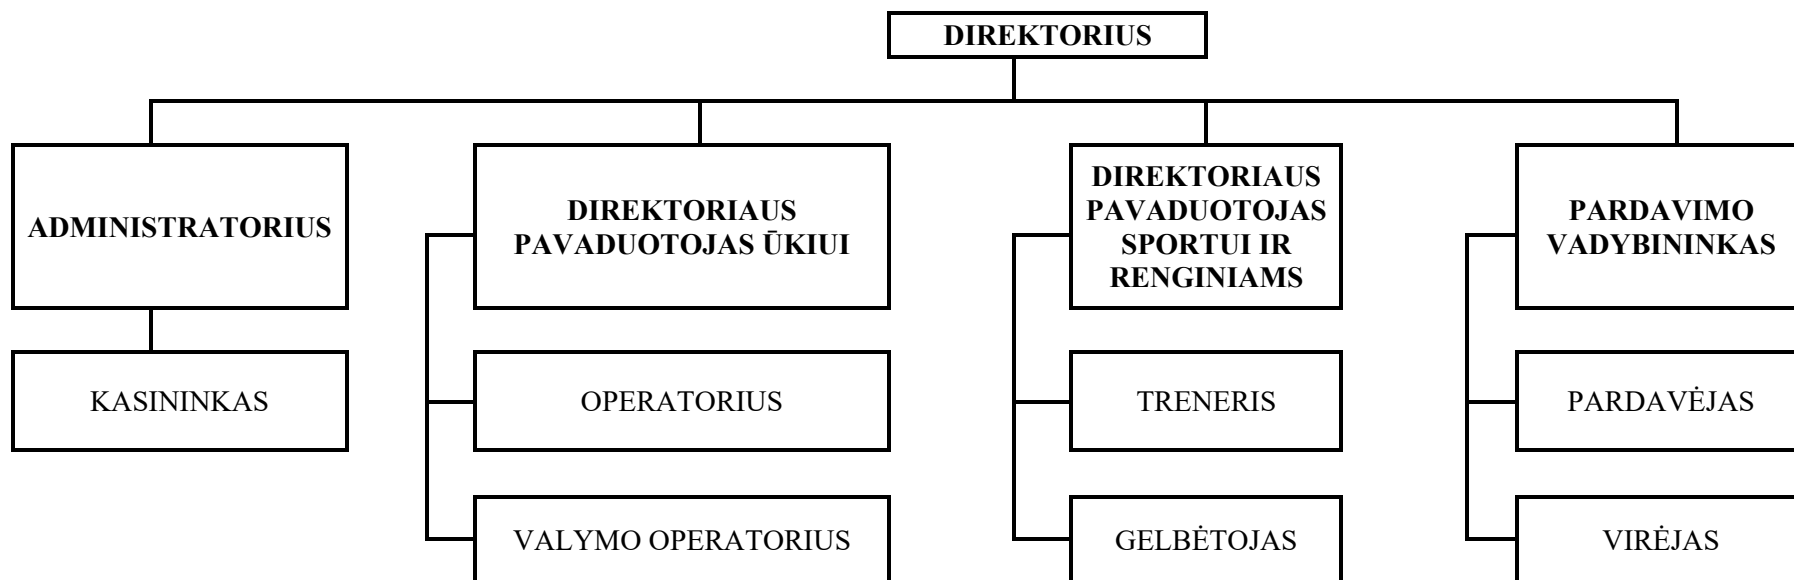 DIREKTORIUS
ADMINISTRATORIUS
DIREKTORIAUS
PAVADUOTOJAS ŪKIUI
DIREKTORIAUS
PAVADUOTOJAS
SPORTUI IR
RENGINIAMS
PARDAVIMO
VADYBININKAS
KASININKAS
OPERATORIUS
TRENERIS
PARDAVĖJAS
VALYMO OPERATORIUS
GELBĖTOJAS
VIRĖJAS